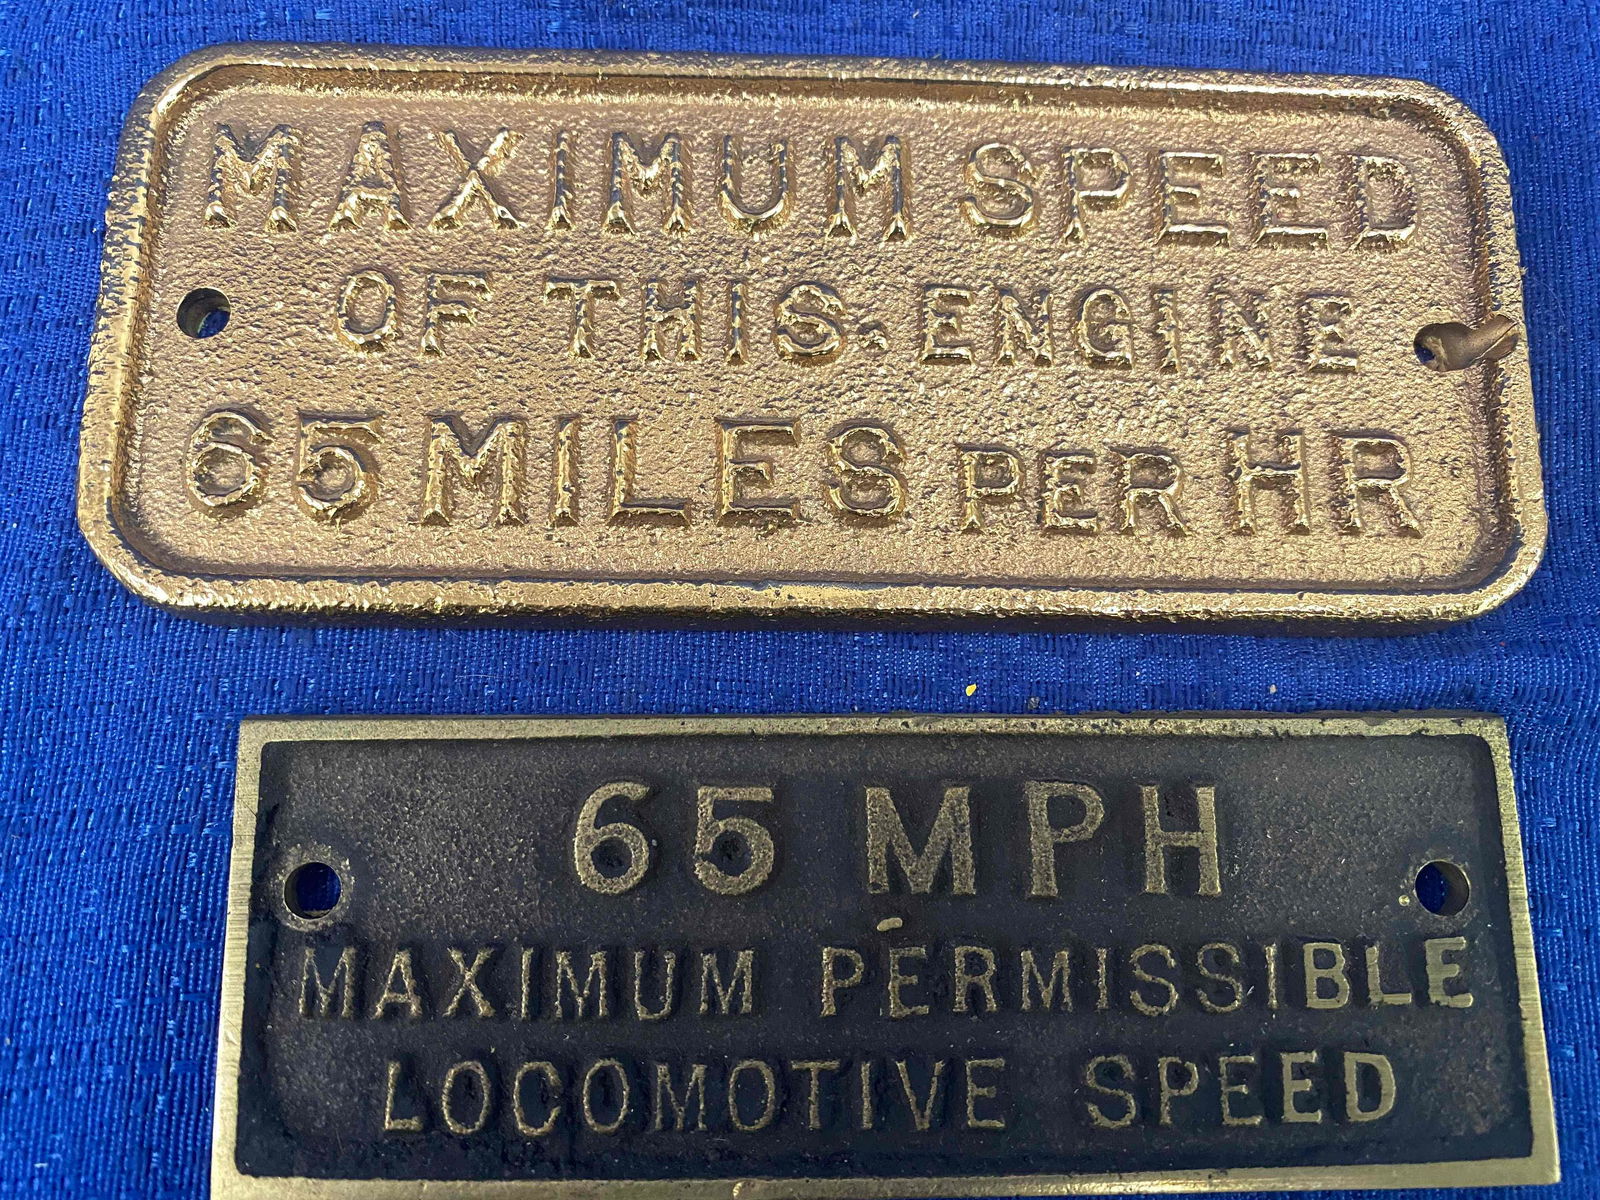 MAXIMUM SPEED
OF THIS. ENGINE
65 MILES PER HR
65 MPH
MAXIMUM PERMISSIBLE
LOCOMOTIVE SPEED